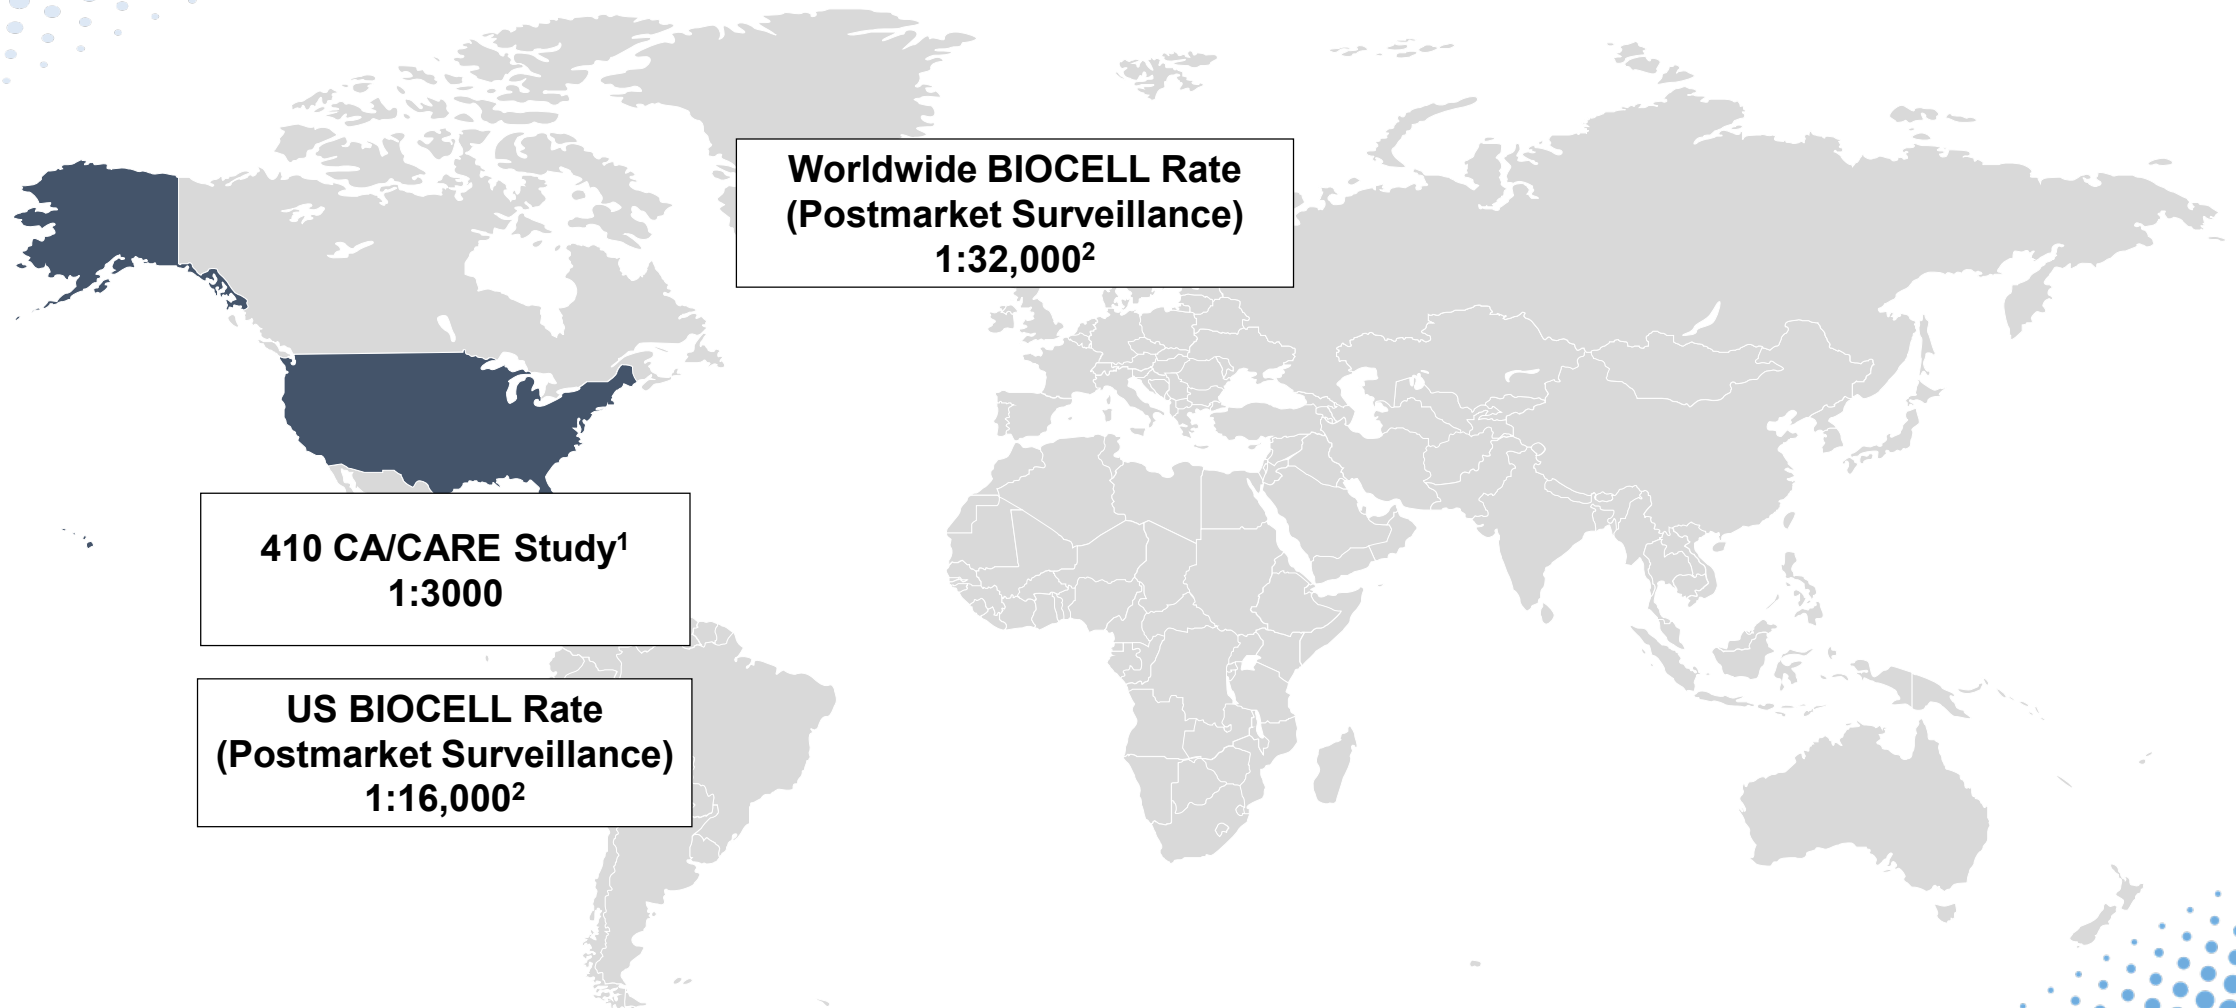 Worldwide BIOCELL Rate
(Postmarket Surveillance)
1:32,000²
410 CA/CARE Study¹
1:3000
US BIOCELL Rate
(Postmarket Surveillance)
1:16,000²